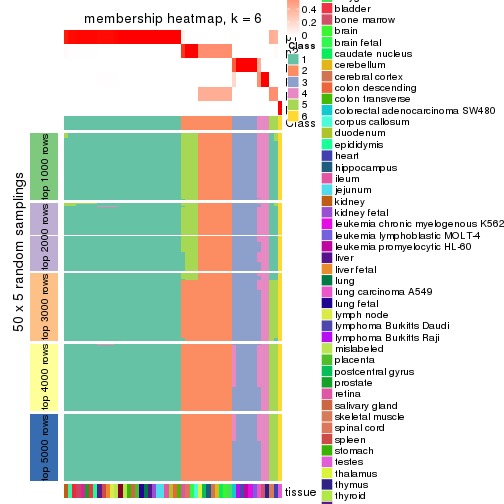 membership heatmap, k = 6
50 x 5 random samplings
top 1000 rows
top 2000 rows
top 3000 rows
top 4000 rows
top 5000 rows
Class
tissue
0.4
0.2
0
Class
1
2
3
4
5
6
bladder
bone marrow
brain
brain fetal
caudate nucleus
cerebellum
cerebral cortex
colon descending
colon transverse
colorectal adenocarcinoma SW480
corpus callosum
duodenum
epididymis
heart
hippocampus
ileum
jejunum
kidney
kidney fetal
leukemia chronic myelogenous K562
leukemia lymphoblastic MOLT-4
leukemia promyelocytic HL-60
liver
liver fetal
lung
lung carcinoma A549
lung fetal
lymph node
lymphoma Burkitts Daudi
lymphoma Burkitts Raji
mislabeled
placenta
postcentral gyrus
prostate
retina
salivary gland
skeletal muscle
spinal cord
spleen
stomach
testes
thalamus
thymus
thyroid